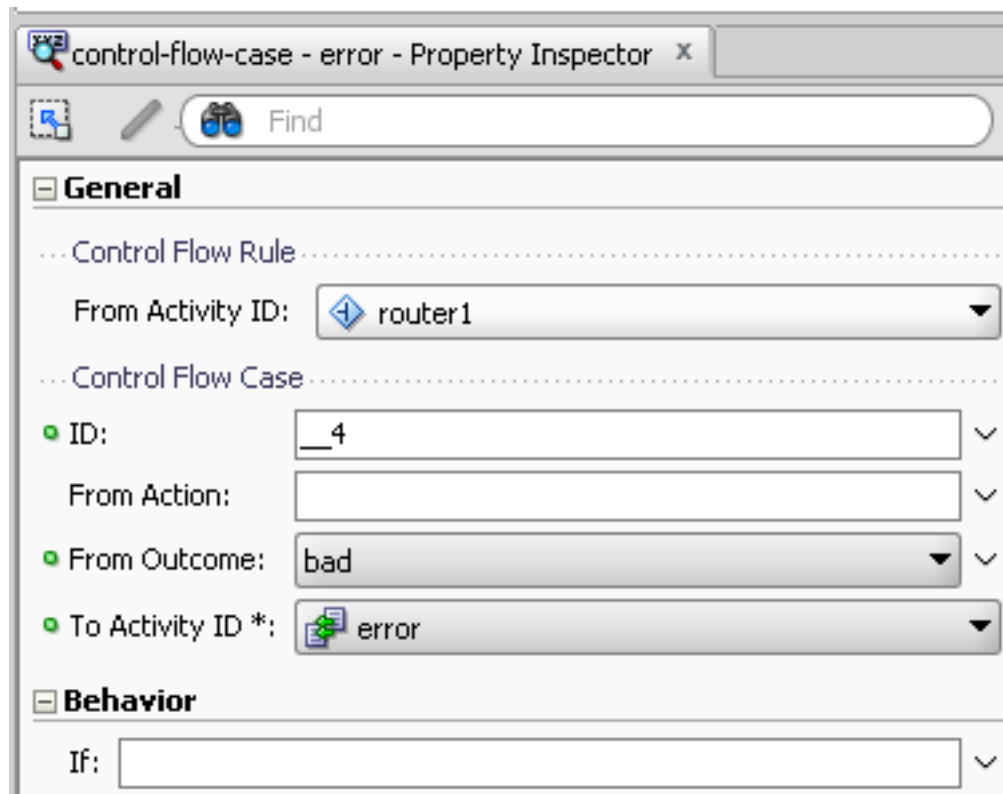 control-flow-case - error - Property Inspector x
Find
General
Control Flow Rule
From Activity ID: router1
Control Flow Case
ID: __4
From Action:
From Outcome: bad
To Activity ID *: error
Behavior
If: